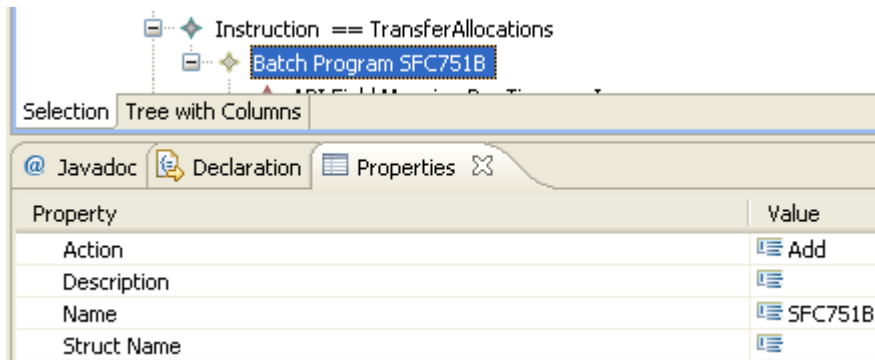 Instruction == TransferAllocations
Batch Program SFC751B
Selection Tree with Columns
@ Javadoc Declaration Properties
Property Value
Action Add
Description
Name SFC751B
Struct Name